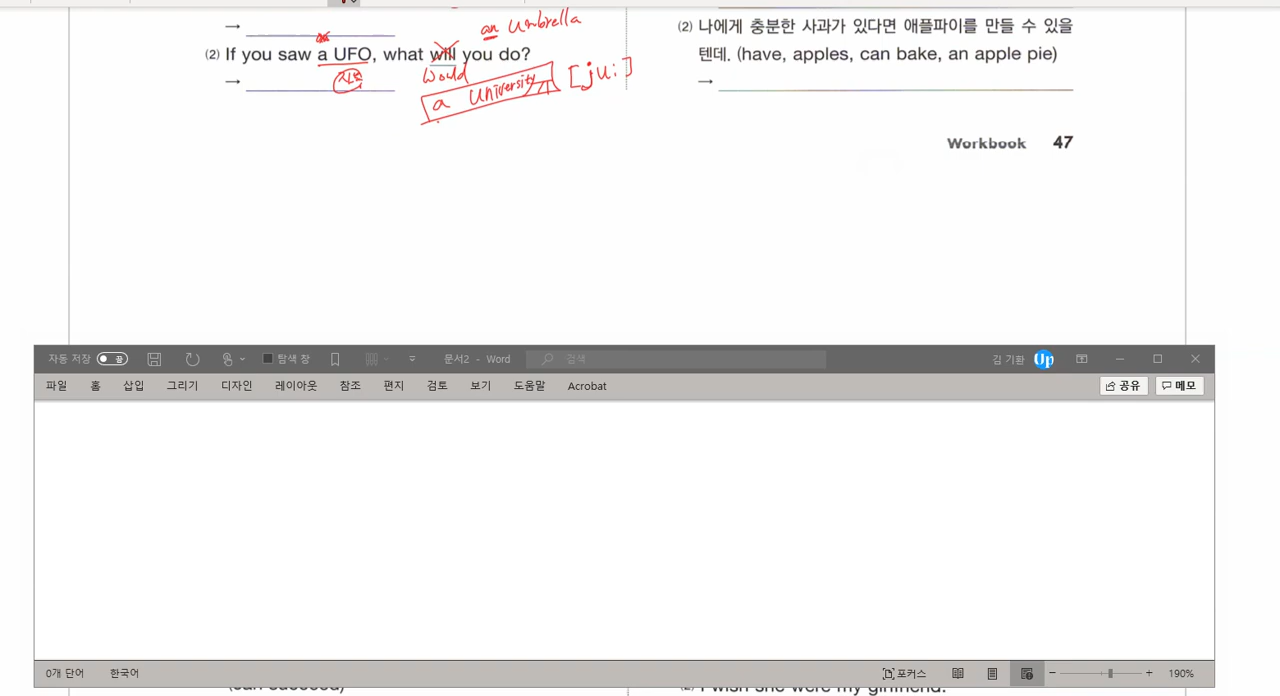 →
an umbrella
(2) If you saw a UFO, what will you do?
would
→
a university
[ju:]
(2) 나에게 충분한 사과가 있다면 애플파이를 만들 수 있을
텐데. (have, apples, can bake, an apple pie)
→
Workbook 47
자동 저장 끔 탐색 창 문서2 - Word 검색 김 기환 Up
파일 홈 삽입 그리기 디자인 레이아웃 참조 편지 검토 보기 도움말 Acrobat 공유 메모
0개 단어 한국어 포커스 190%
(2) I wish she were my girlfriend.